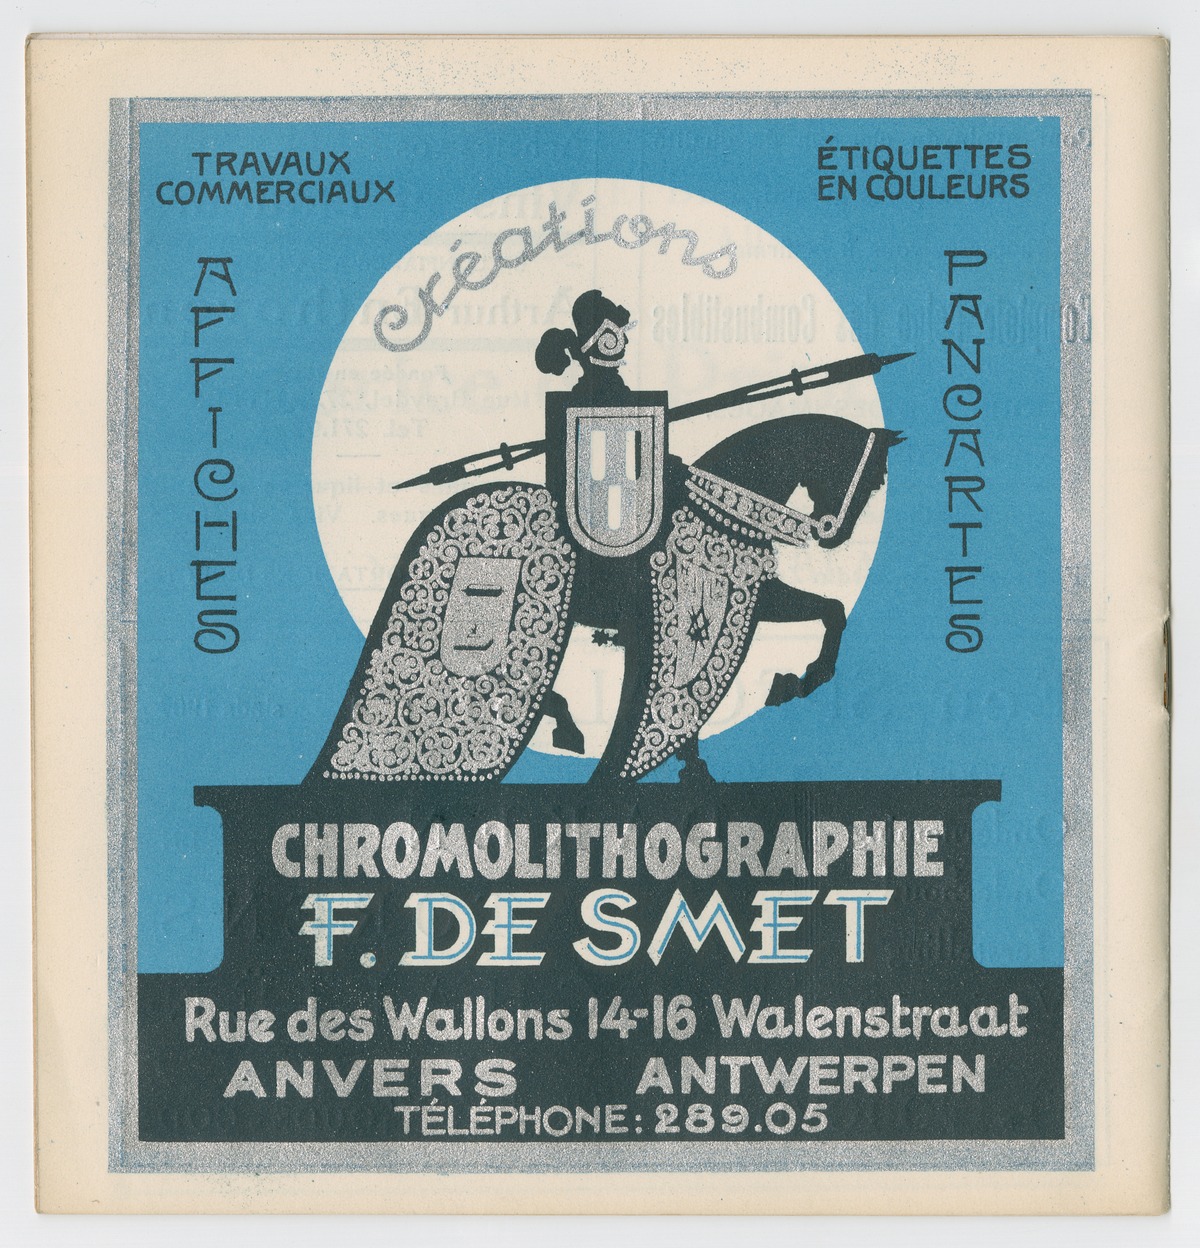 TRAVAUX
COMMERCIAUX
ÉTIQUETTES
EN COULEURS
créations
AFFICHES
PANCARTES
CHROMOLITHOGRAPHIE
F. DE SMET
Rue des Wallons 14-16 Walenstraat
ANVERS ANTWERPEN
TÉLÉPHONE: 289.05